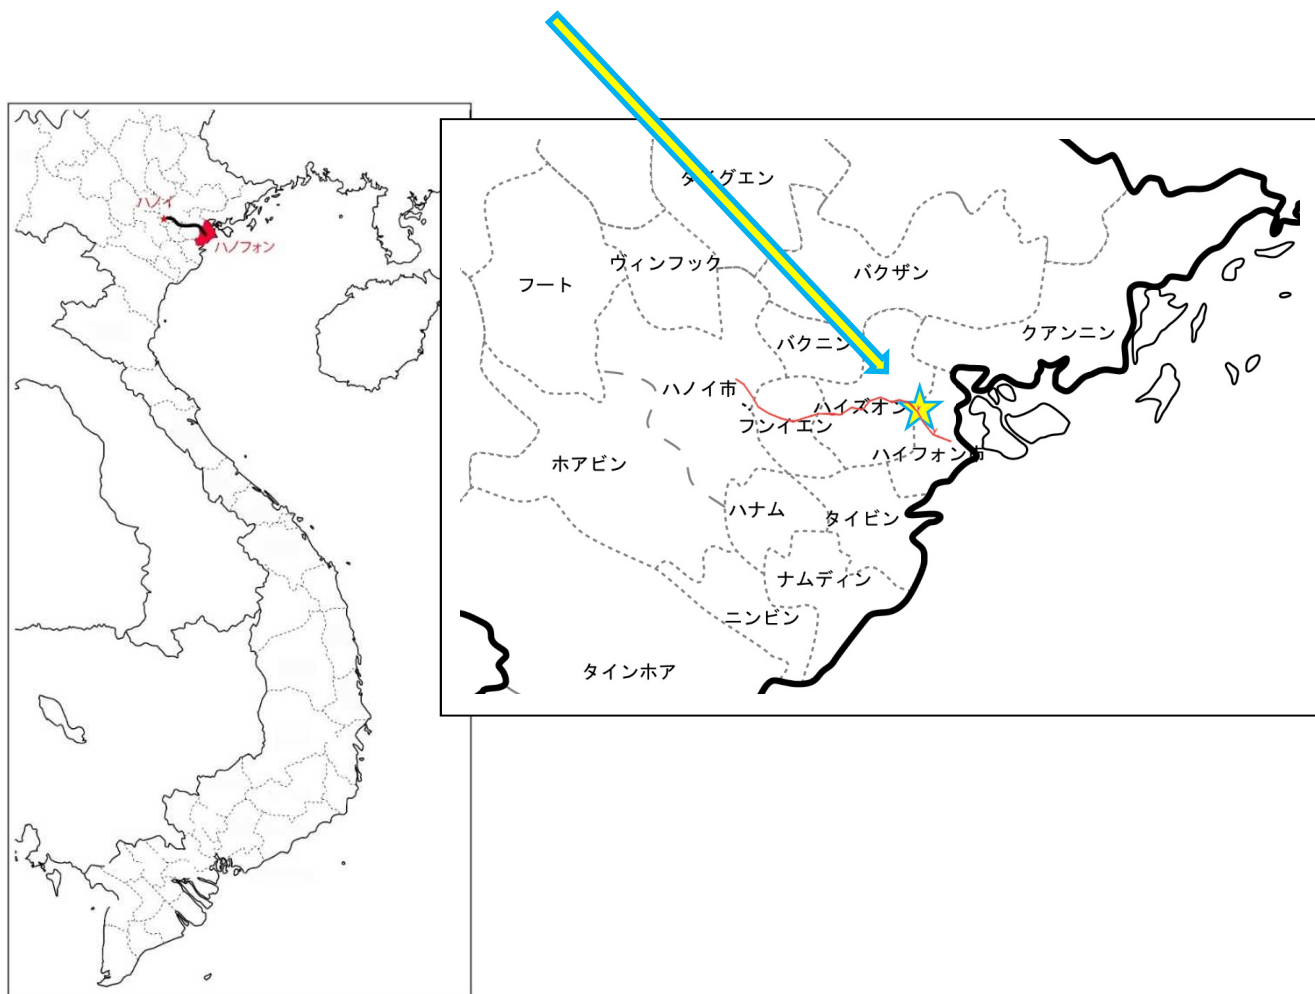 ハノイ
ハノフォン
タイグエン
ヴィンフック
バクザン
フート
クアンニン
バクニン
ハノイ市
ハイズオン
フンイエン
ハイフォン市
ホアビン
ハナム
タイビン
ナムディン
ニンビン
タインホア